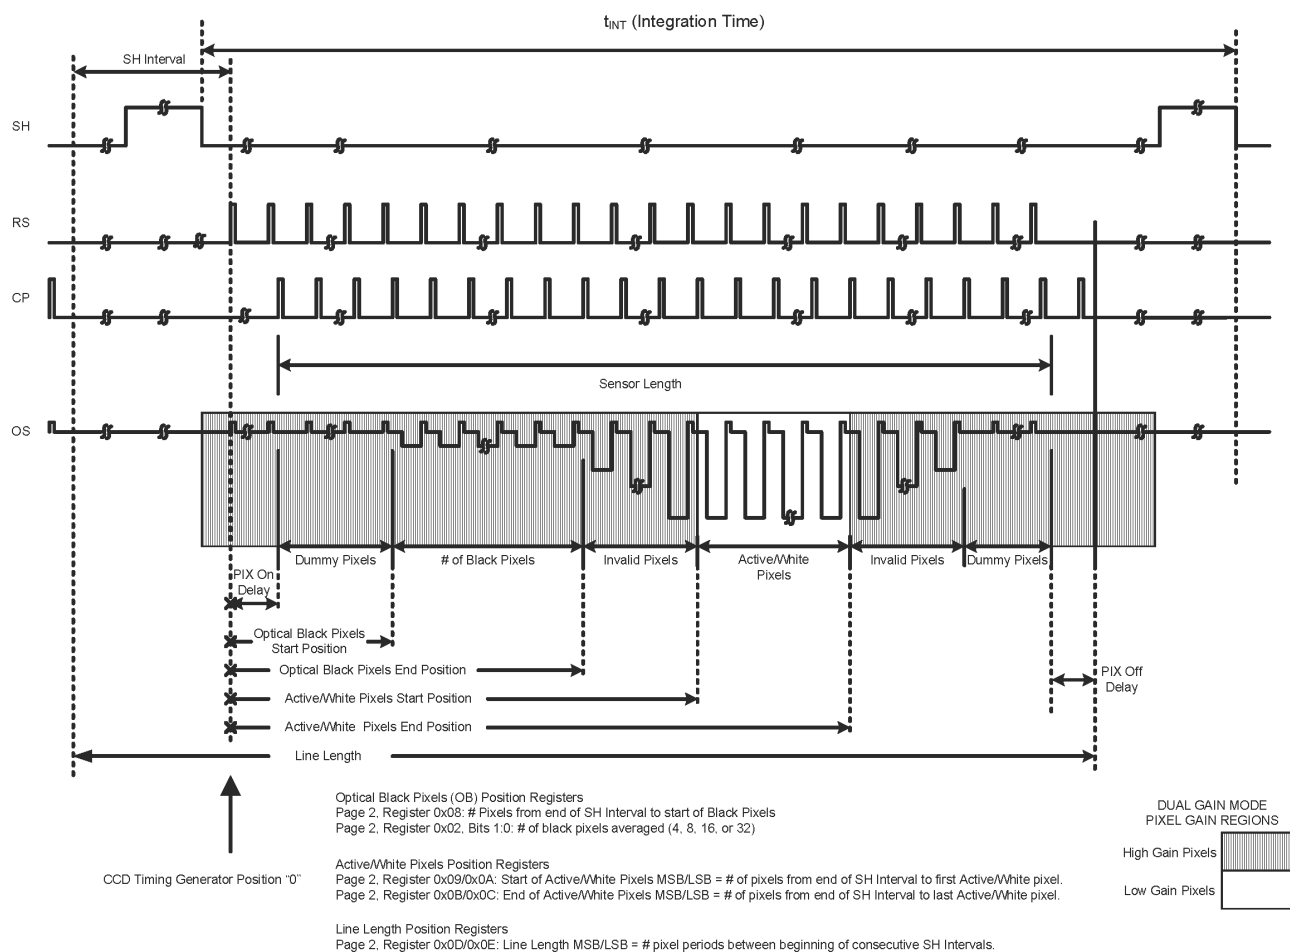 tINT (Integration Time)
SH Interval
SH
RS
CP
Sensor Length
OS
Dummy Pixels
# of Black Pixels
Invalid Pixels
Active/White
Pixels
Invalid Pixels
Dummy Pixels
PIX On
Delay
Optical Black Pixels
Start Position
Optical Black Pixels End Position
Active/White Pixels Start Position
Active/White Pixels End Position
PIX Off
Delay
Line Length
CCD Timing Generator Position “0”
Optical Black Pixels (OB) Position Registers
Page 2, Register 0x08: # Pixels from end of SH Interval to start of Black Pixels
Page 2, Register 0x02, Bits 1:0: # of black pixels averaged (4, 8, 16, or 32)
Active/White Pixels Position Registers
Page 2, Register 0x09/0x0A: Start of Active/White Pixels MSB/LSB = # of pixels from end of SH Interval to first Active/White pixel.
Page 2, Register 0x0B/0x0C: End of Active/White Pixels MSB/LSB = # of pixels from end of SH Interval to last Active/White pixel.
Line Length Position Registers
Page 2, Register 0x0D/0x0E: Line Length MSB/LSB = # pixel periods between beginning of consecutive SH Intervals.
DUAL GAIN MODE
PIXEL GAIN REGIONS
High Gain Pixels
Low Gain Pixels